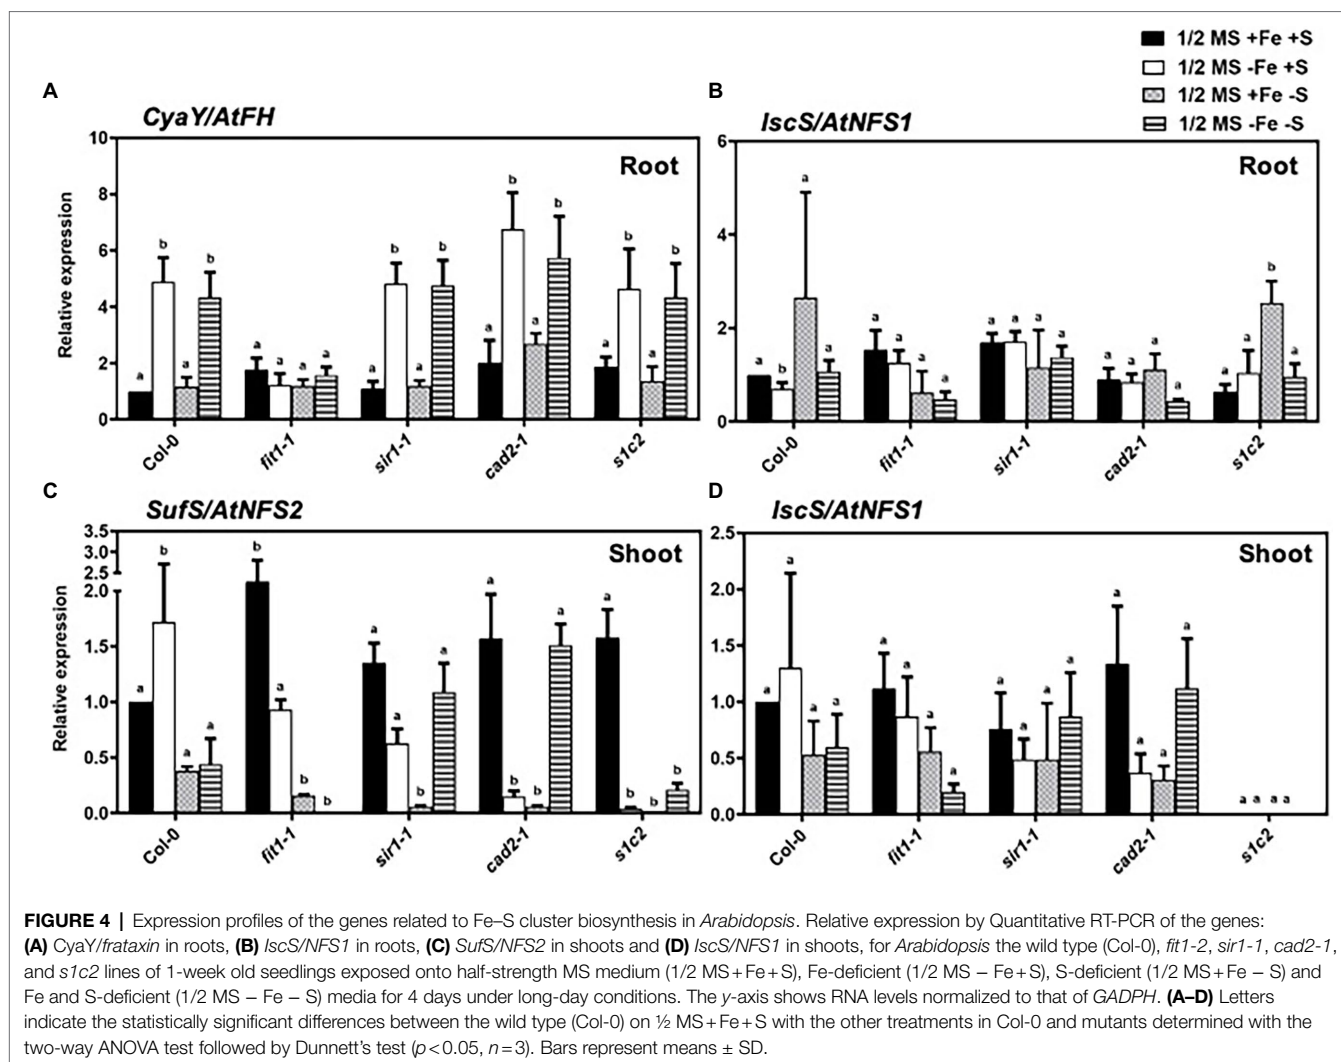 1/2 MS +Fe +S
1/2 MS -Fe +S
1/2 MS +Fe -S
1/2 MS -Fe -S
A
CyaY/AtFH
Root
Relative expression
10
8
6
4
2
0
a b a b
a a a a
a b a b
a b a b
a b a b
Col-0 fit1-1 sir1-1 cad2-1 s1c2
B
IscS/AtNFS1
Root
6
4
2
0
a b a a
a a a a
a a a a
a a a a
a a b a
Col-0 fit1-1 sir1-1 cad2-1 s1c2
C
SufS/AtNFS2
Shoot
Relative expression
3.5
3.0
2.5
2.0
1.5
1.0
0.5
0.0
a b a a
b a b b
a a b a
a b b a
a b b b
Col-0 fit1-1 sir1-1 cad2-1 s1c2
D
IscS/AtNFS1
Shoot
2.5
2.0
1.5
1.0
0.5
0.0
a a a a
a a a a
a a a a
a a a a
a a a a
Col-0 fit1-1 sir1-1 cad2-1 s1c2
FIGURE 4 | Expression profiles of the genes related to Fe–S cluster biosynthesis in Arabidopsis. Relative expression by Quantitative RT-PCR of the genes:
(A) CyaY/frataxin in roots, (B) IscS/NFS1 in roots, (C) SufS/NFS2 in shoots and (D) IscS/NFS1 in shoots, for Arabidopsis the wild type (Col-0), fit1-2, sir1-1, cad2-1,
and s1c2 lines of 1-week old seedlings exposed onto half-strength MS medium (1/2 MS + Fe + S), Fe-deficient (1/2 MS − Fe + S), S-deficient (1/2 MS + Fe − S) and
Fe and S-deficient (1/2 MS − Fe − S) media for 4 days under long-day conditions. The y-axis shows RNA levels normalized to that of GADPH. (A–D) Letters
indicate the statistically significant differences between the wild type (Col-0) on ½ MS + Fe + S with the other treatments in Col-0 and mutants determined with the
two-way ANOVA test followed by Dunnett's test (p < 0.05, n = 3). Bars represent means ± SD.